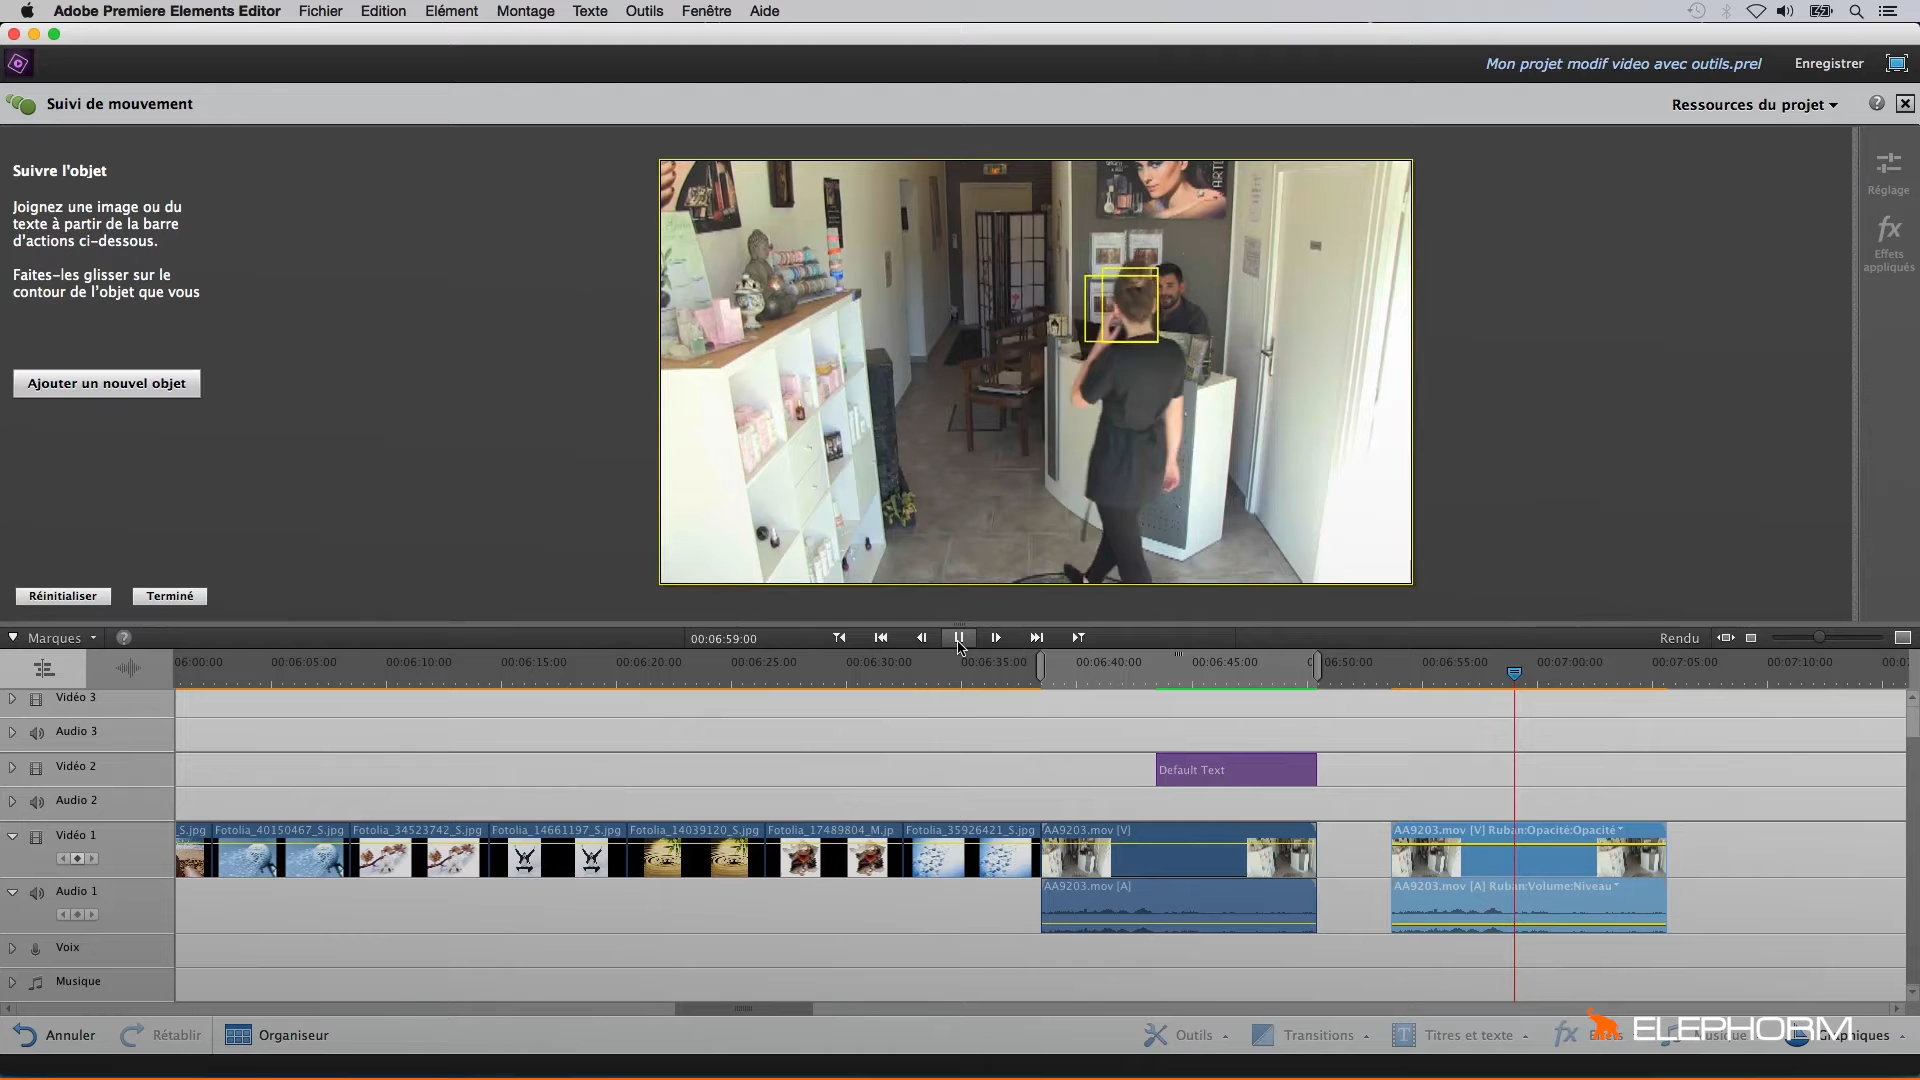 Adobe Premiere Elements Editor Fichier Edition Elément Montage Texte Outils Fenêtre Aide
Mon projet modif video avec outils.prel Enregistrer
Suivi de mouvement
Ressources du projet
Suivre l'objet
Joignez une image ou du
texte à partir de la barre
d'actions ci-dessous.
Faites-les glisser sur le
contour de l'objet que vous
Ajouter un nouvel objet
Réinitialiser Terminé
Réglage
fx
Effets
appliqués
Marques
00:06:59:00
Rendu
06:00:00 00:06:05:00 00:06:10:00 00:06:15:00 00:06:20:00 00:06:25:00 00:06:30:00 00:06:35:00 00:06:40:00 00:06:45:00 06:50:00 00:06:55:00 00:07:00:00 00:07:05:00 00:07:10:00 00:0
Vidéo 3
Audio 3
Vidéo 2
Default Text
Audio 2
Vidéo 1
_S.jpg Fotolia_40150467_S.jpg Fotolia_34523742_S.jpg Fotolia_14661197_S.jpg Fotolia_14039120_S.jpg Fotolia_17489804_M.jp Fotolia_35926421_S.jpg AA9203.mov [V] AA9203.mov [V] Ruban:Opacité:Opacité
Audio 1
AA9203.mov [A] AA9203.mov [A] Ruban:Volume:Niveau
Voix
Musique
Annuler Rétablir Organiseur Outils Transitions Titres et texte fx Effets Musique Graphiques
ELEPHORM